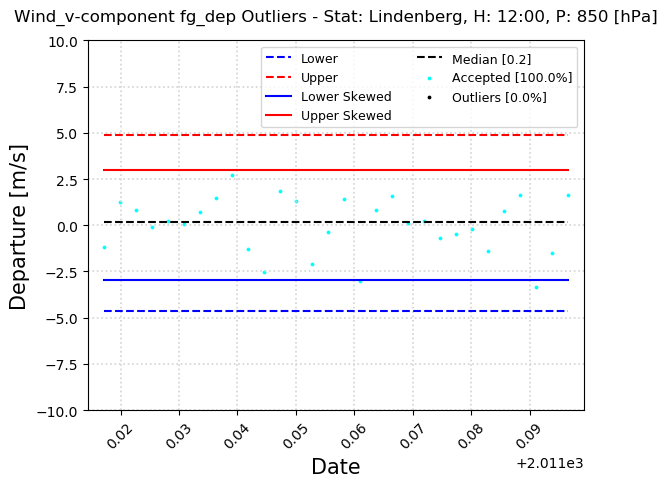 Wind_v-component fg_dep Outliers - Stat: Lindenberg, H: 12:00, P: 850 [hPa]
Lower
Upper
Lower Skewed
Upper Skewed
Median [0.2]
Accepted [100.0%]
Outliers [0.0%]
Departure [m/s]
10.0
7.5
5.0
2.5
0.0
−2.5
−5.0
−7.5
−10.0
0.02 0.03 0.04 0.05 0.06 0.07 0.08 0.09
+2.011e3
Date